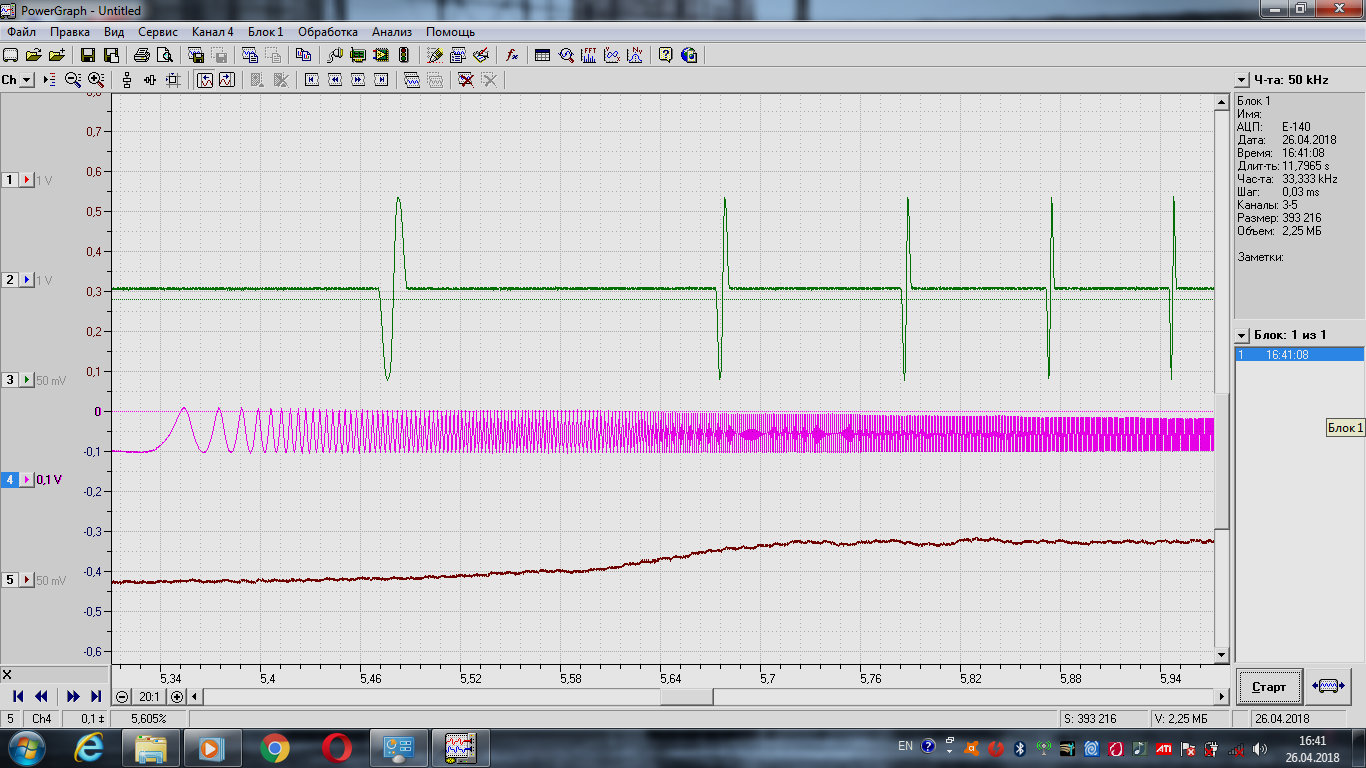 PowerGraph - Untitled
Файл Правка Вид Сервис Канал 4 Блок 1 Обработка Анализ Помощь
Ch
Ч-та: 50 kHz
Блок 1
Имя:
АЦП: E-140
Дата: 26.04.2018
Время: 16:41:08
Длит-ть: 11,7965 s
Час-та: 33,333 kHz
Шаг: 0,03 ms
Каналы: 3-5
Размер: 393 216
Объем: 2,25 МБ
Заметки:
Блок: 1 из 1
1 16:41:08
Блок 1
1 1 V
2 1 V
3 50 mV
4 0,1 V
5 50 mV
0,8
0,7
0,6
0,5
0,4
0,3
0,2
0,1
0
-0,1
-0,2
-0,3
-0,4
-0,5
-0,6
5,34 5,4 5,46 5,52 5,58 5,64 5,7 5,76 5,82 5,88 5,94
X
20:1
Старт
5 Ch4 0,1 ÷ 5,605% S: 393 216 V: 2,25 МБ 26.04.2018
EN
ATI
16:41
26.04.2018